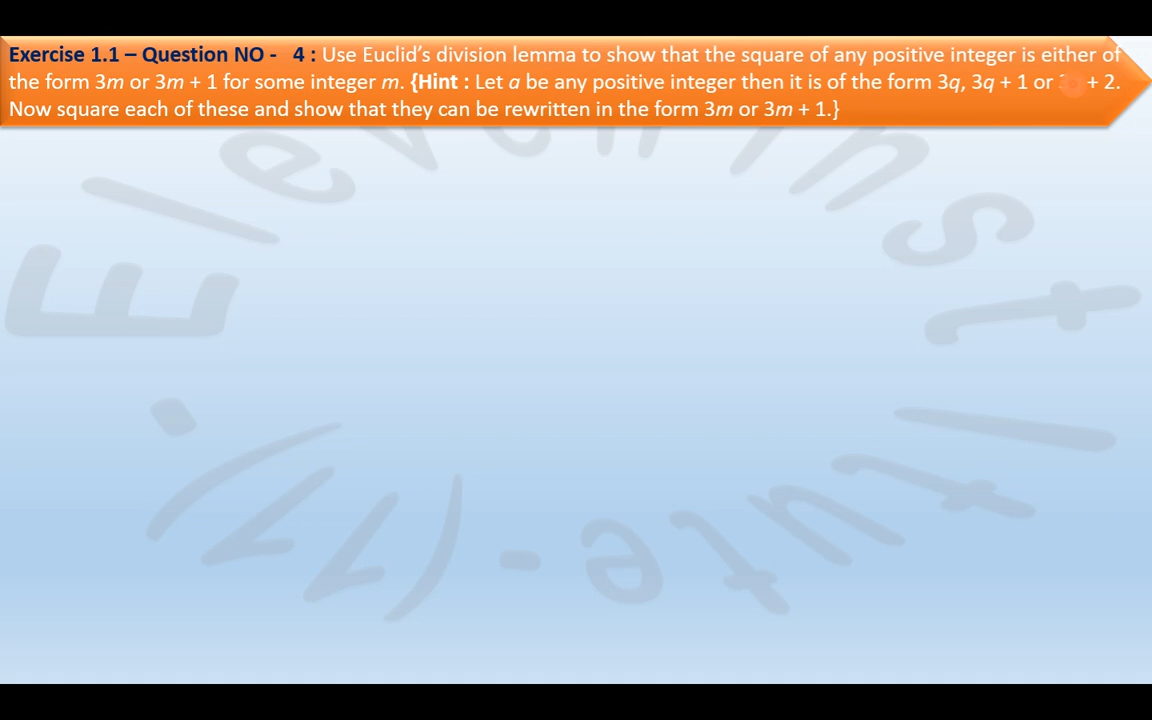 Exercise 1.1 – Question NO - 4 : Use Euclid’s division lemma to show that the square of any positive integer is either of
the form 3m or 3m + 1 for some integer m. {Hint : Let a be any positive integer then it is of the form 3q, 3q + 1 or + 2.
Now square each of these and show that they can be rewritten in the form 3m or 3m + 1.}
Eleven Institute - (17).